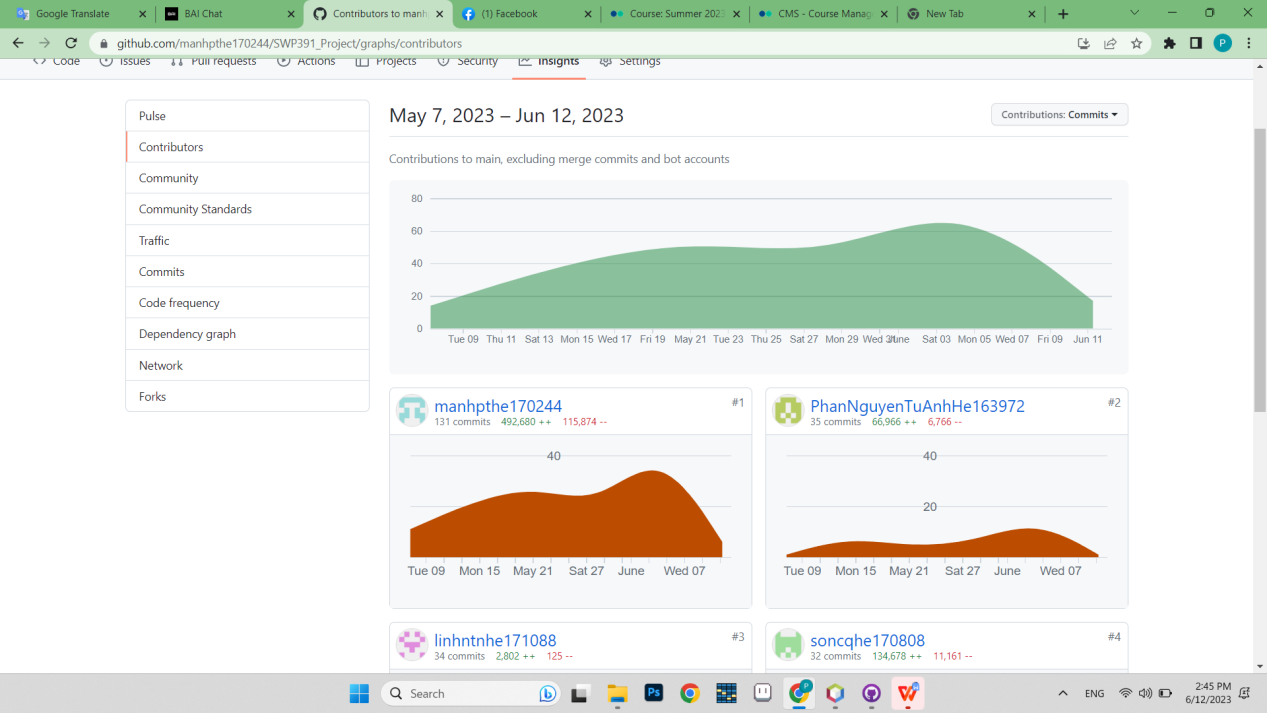 Google Translate
BAI Chat
Contributors to manh
(1) Facebook
Course: Summer 2023
CMS - Course Manag
New Tab
github.com/manhpthe170244/SWP391_Project/graphs/contributors
P
Code
Issues
Pull requests
Actions
Projects
Security
Insights
Settings
Pulse
Contributors
Community
Community Standards
Traffic
Commits
Code frequency
Dependency graph
Network
Forks
May 7, 2023 – Jun 12, 2023
Contributions: Commits
Contributions to main, excluding merge commits and bot accounts
80
60
40
20
0
Tue 09 Thu 11 Sat 13 Mon 15 Wed 17 Fri 19 May 21 Tue 23 Thu 25 Sat 27 Mon 29 Wed 31 June Sat 03 Mon 05 Wed 07 Fri 09 Jun 11
manhpthe170244
#1
131 commits 492,680 ++ 115,874 --
40
Tue 09 Mon 15 May 21 Sat 27 June Wed 07
PhanNguyenTuAnhHe163972
#2
35 commits 66,966 ++ 6,766 --
40
20
Tue 09 Mon 15 May 21 Sat 27 June Wed 07
linhntnhe171088
#3
34 commits 2,802 ++ 125 --
soncqhe170808
#4
32 commits 134,678 ++ 11,161 --
Search
Ps
P
ENG
2:45 PM
6/12/2023